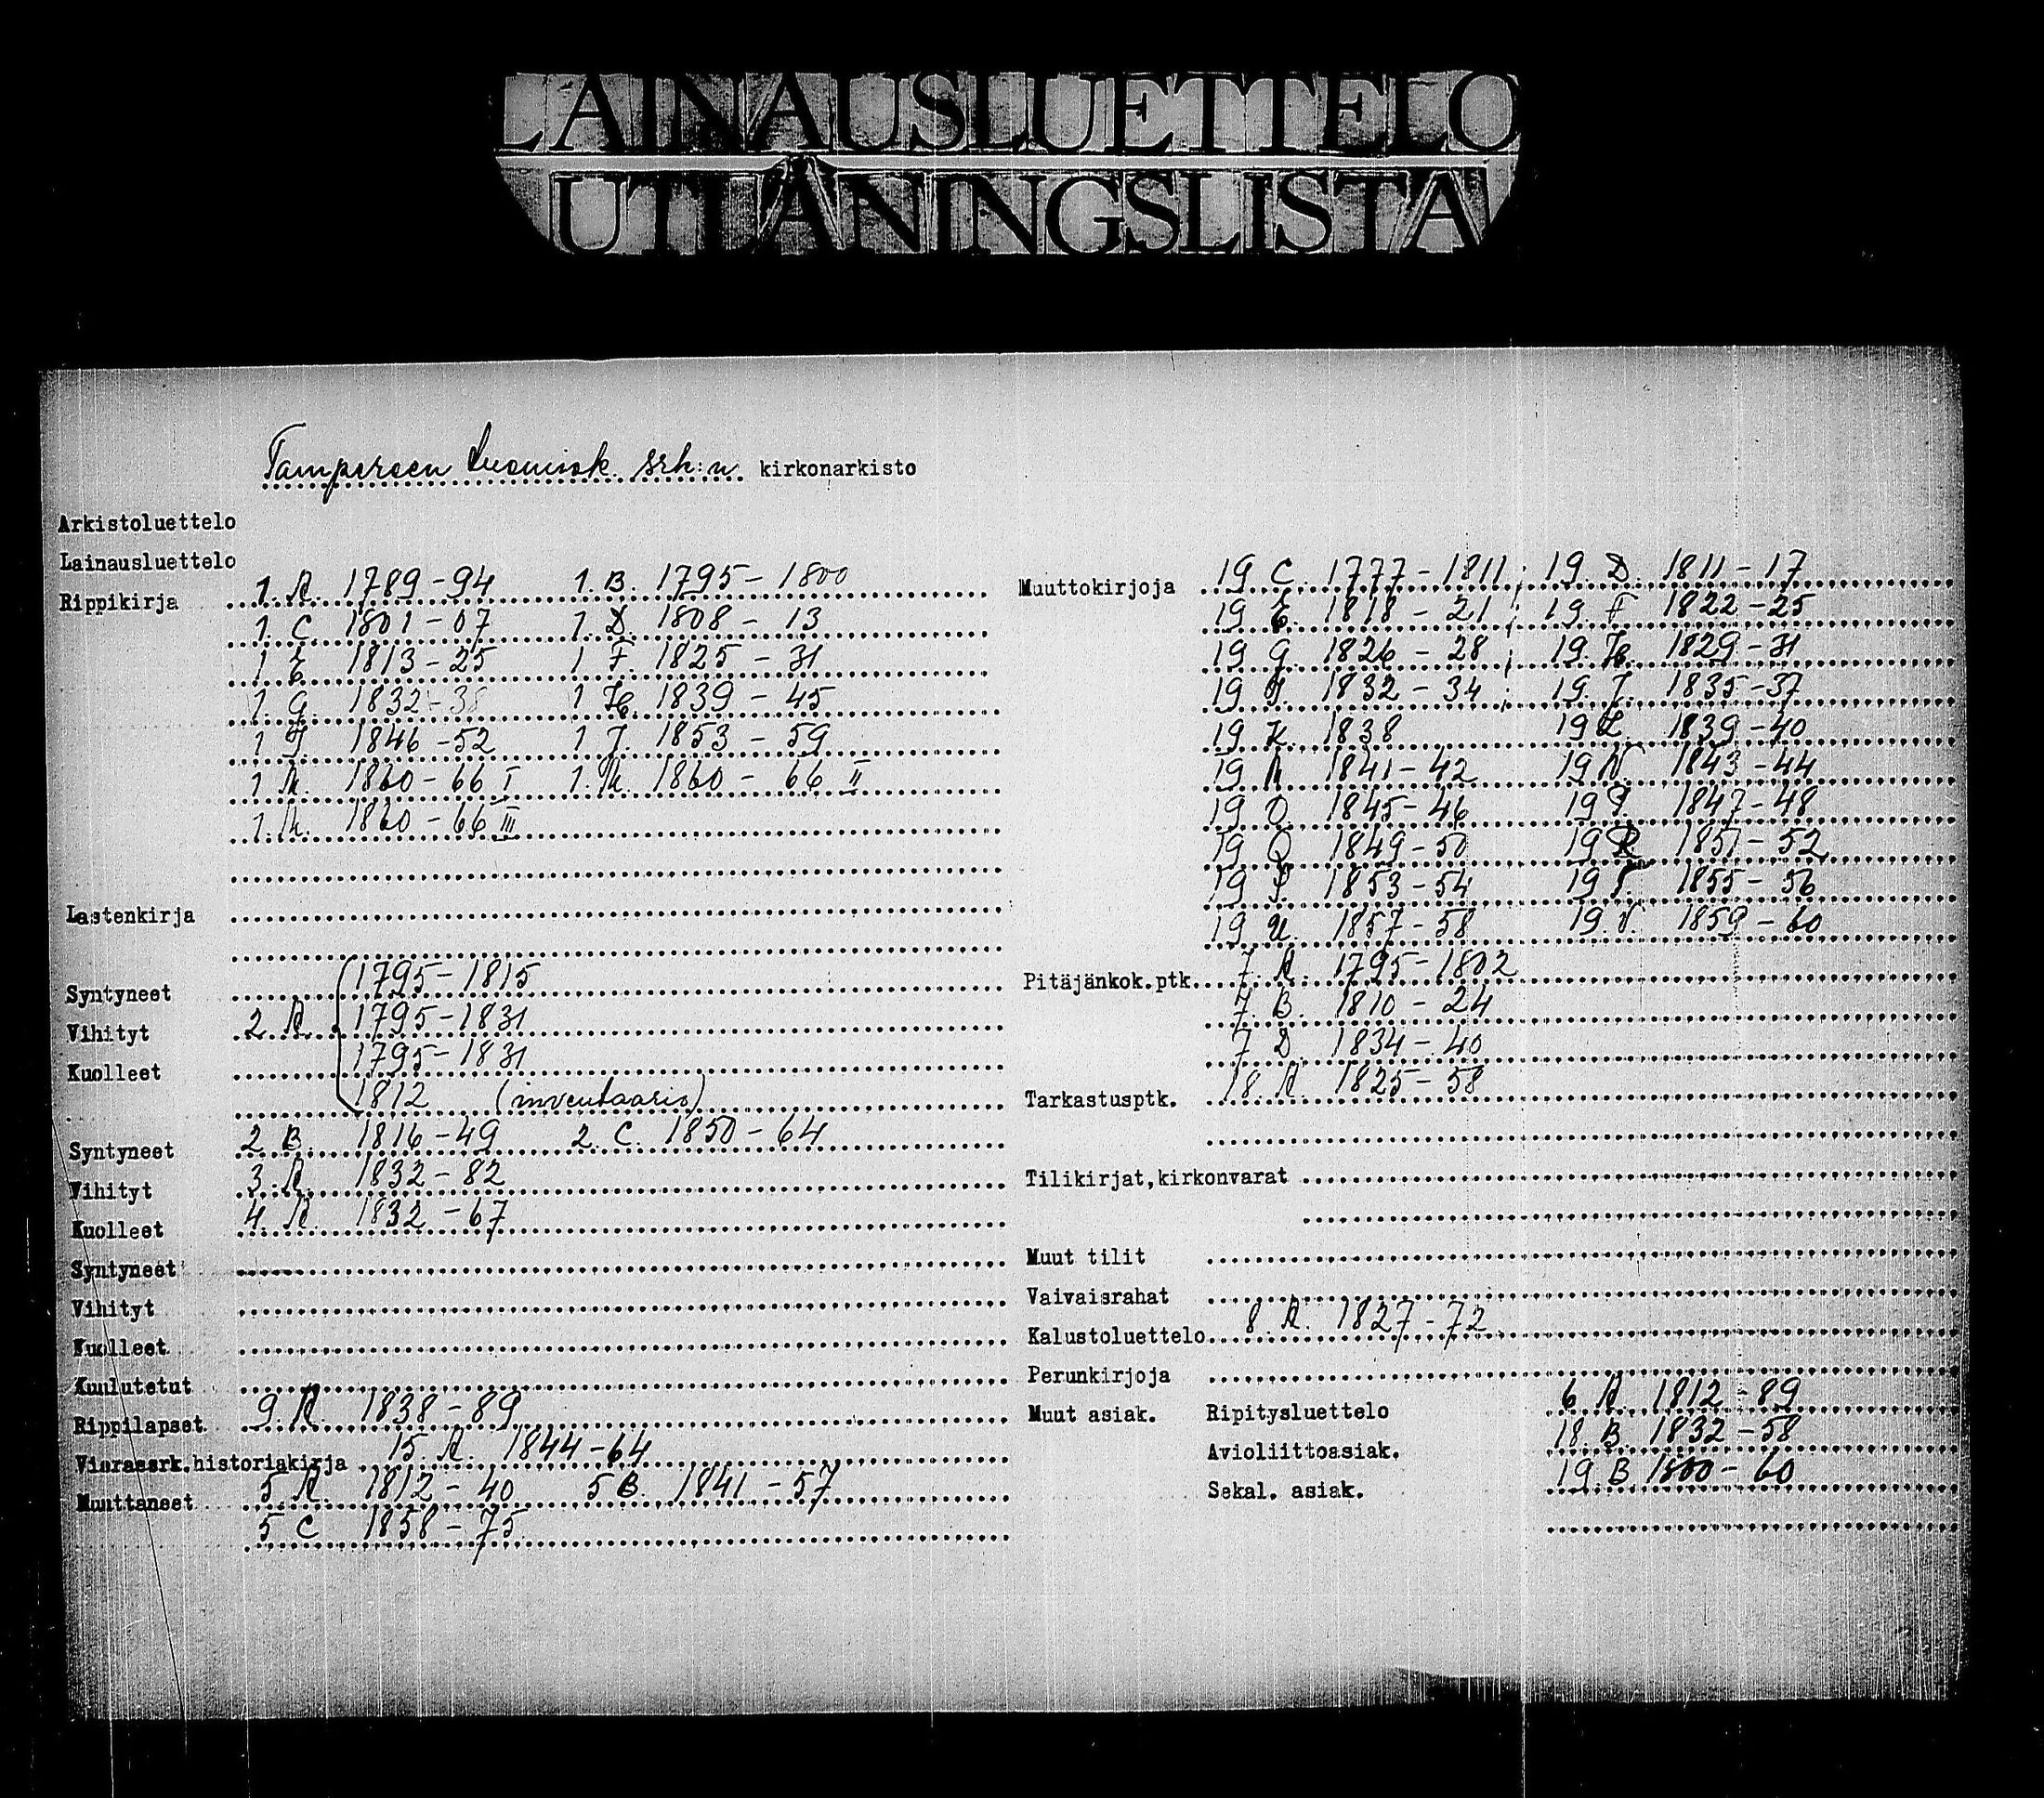 LAINAUSLUETTELO
UTLÅNINGSLISTA
Tampereen tuomiok. srk:n kirkonarkisto
Arkistoluettelo
Lainausluettelo
Rippikirja 1. A. 1789-94 1. B. 1795-1800
1. C. 1801-07 1. D. 1808-13
1 E 1813-25 1 F. 1825-31
1. G. 1832-38 1 H. 1839-45
1 I. 1846-52 1 J. 1853-59
1 K. 1860-66 I 1. K. 1860-66 II
1. K. 1860-66 III
Lastenkirja
Syntyneet 1795-1815
Vihityt 2. A. 1795-1831
Kuolleet 1795-1831
1812 (inventaario)
Syntyneet 2 B. 1816-49 2. C. 1850-64
Vihityt 3. A. 1832-82
Kuolleet 4. A. 1832-67
Syntyneet
Vihityt
Kuolleet
Kuulutetut
Rippilapset 9. A. 1838-89
Vierassrk.historiakirja 15. A. 1844-64
Muuttaneet 5 A. 1812-40 5 B. 1841-57
5 C 1858-75
Muuttokirjoja 19 C. 1777-1811; 19. D. 1811-17
19 E. 1818-21; 19 F 1822-25
19 G. 1826-28; 19. H. 1829-31
19 I. 1832-34; 19. J. 1835-37
19 K. 1838 19 L. 1839-40
19 M 1841-42 19 N. 1843-44
19 O. 1845-46 19 P. 1847-48
19 Q 1849-50 19 R 1851-52
19 S. 1853-54 19 T. 1855-56
19 U. 1857-58 19. V. 1859-60
Pitäjänkok.ptk. 7. A. 1795-1802
7. B. 1810-24
7 D. 1834-40
Tarkastusptk. 18. A. 1825-58
Tilikirjat,kirkonvarat
Muut tilit
Vaivaisrahat
Kalustoluettelo 8 A. 1827-72
Perunkirjoja
Muut asiak. Ripitysluettelo 6 A. 1812-89
Avioliittoasiak. 18. B. 1832-58
Sekal. asiak. 19 B 1800-60